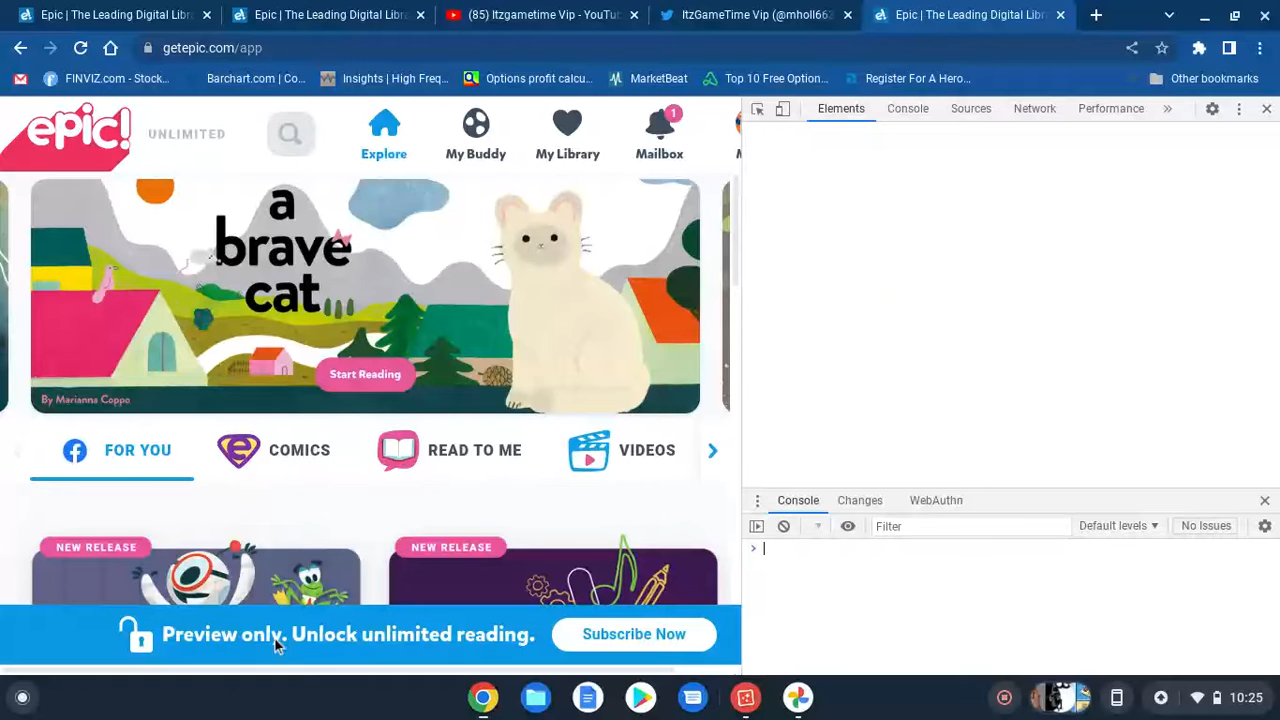 Epic | The Leading Digital Libr
Epic | The Leading Digital Libra
(85) Itzgametime Vip - YouTu
ItzGameTime Vip (@mholl662
Epic | The Leading Digital Libr
getepic.com/app
FINVIZ.com - Stock...
Barchart.com | Co...
Insights | High Freq...
Options profit calcu...
MarketBeat
Top 10 Free Option...
Register For A Hero...
Other bookmarks
epic!
UNLIMITED
Explore
My Buddy
My Library
1
Mailbox
a
brave
cat
Start Reading
By Marianna Coppo
FOR YOU
COMICS
READ TO ME
VIDEOS
NEW RELEASE
NEW RELEASE
Preview only. Unlock unlimited reading.
Subscribe Now
Elements
Console
Sources
Network
Performance
Console
Changes
WebAuthn
Filter
Default levels
No Issues
10:25